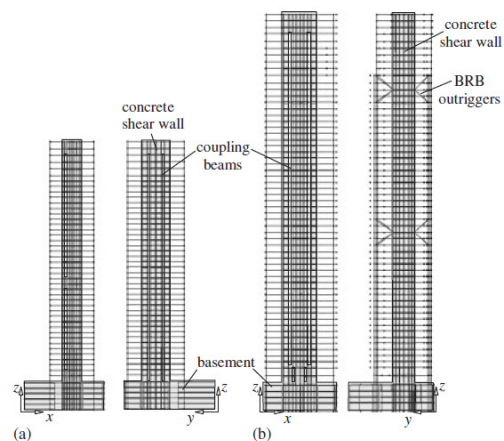 concrete
shear wall
coupling
beams
concrete
shear wall
BRB
outriggers
basement
z
x
z
y
z
x
z
y
(a)
(b)